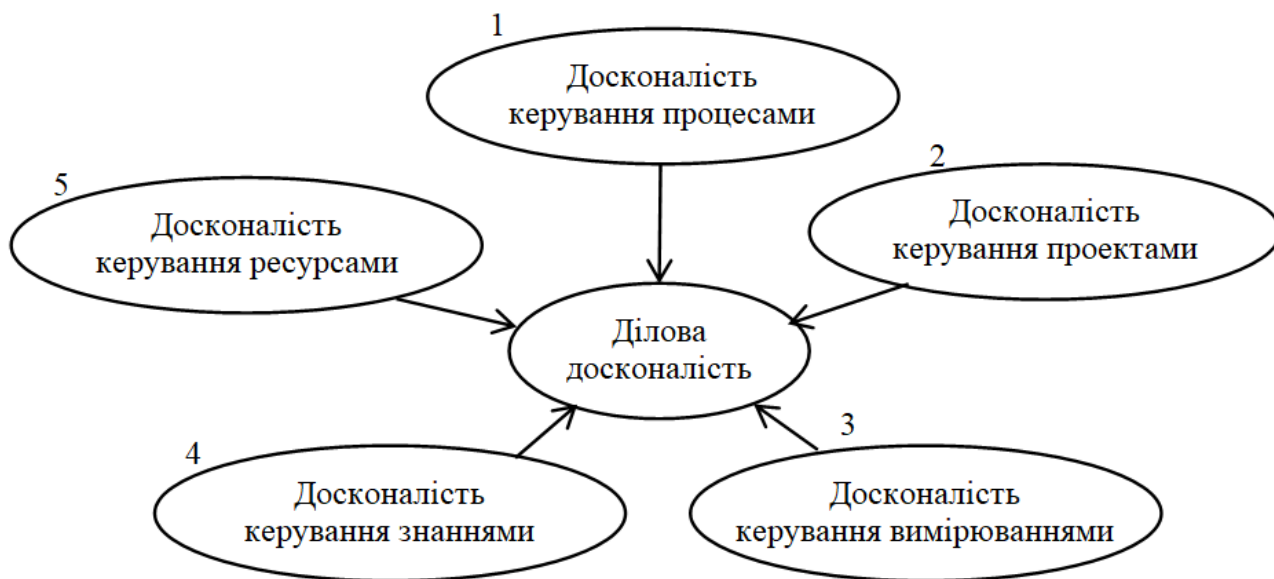 1
Досконалість
керування процесами
2
Досконалість
керування проектами
5
Досконалість
керування ресурсами
Ділова
досконалість
4
Досконалість
керування знаннями
3
Досконалість
керування вимірюваннями